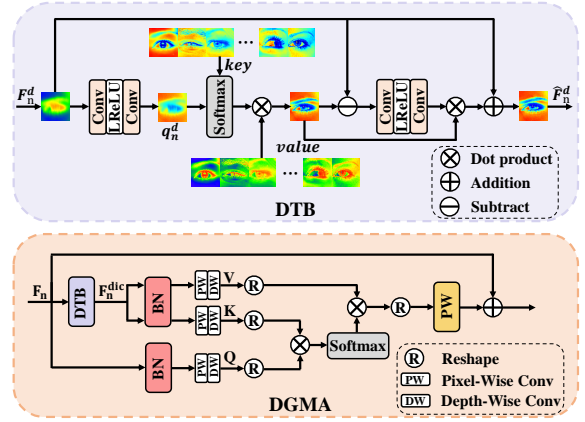 key
F_n^d
Conv
LReLU
Conv
q_n^d
Softmax
F̂_n^d
value
Dot product
Addition
Subtract
DTB
F_n
DTB
F_n^dic
BN
PW
DW
V
R
PW
DW
K
R
BN
PW
DW
Q
R
Softmax
R
PW
Conv
LReLU
Conv
R Reshape
PW Pixel-Wise Conv
DW Depth-Wise Conv
DGMA